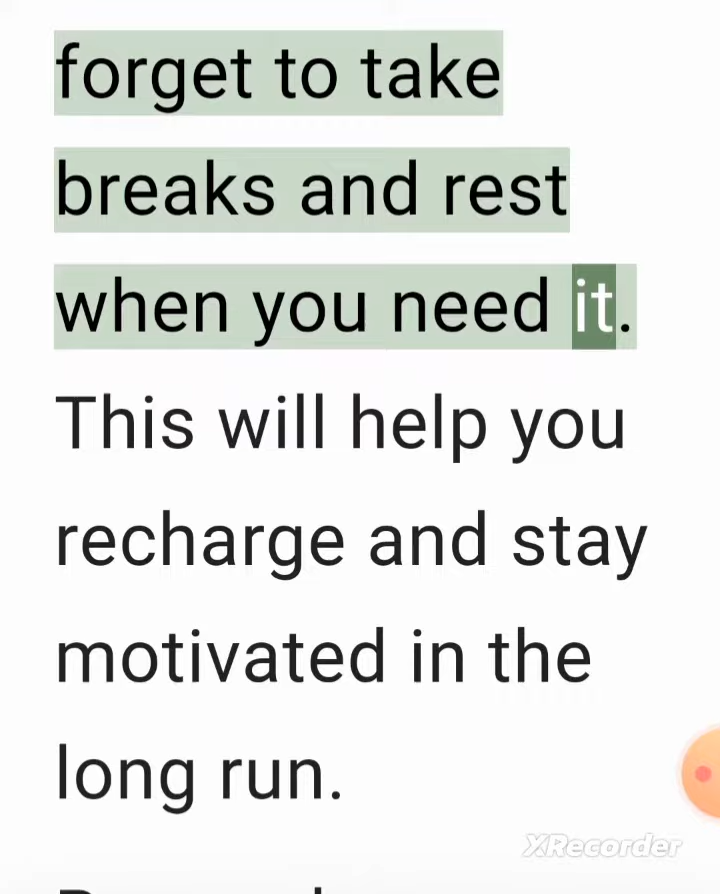 forget to take
breaks and rest
when you need it.
This will help you
recharge and stay
motivated in the
long run.
XRecorder